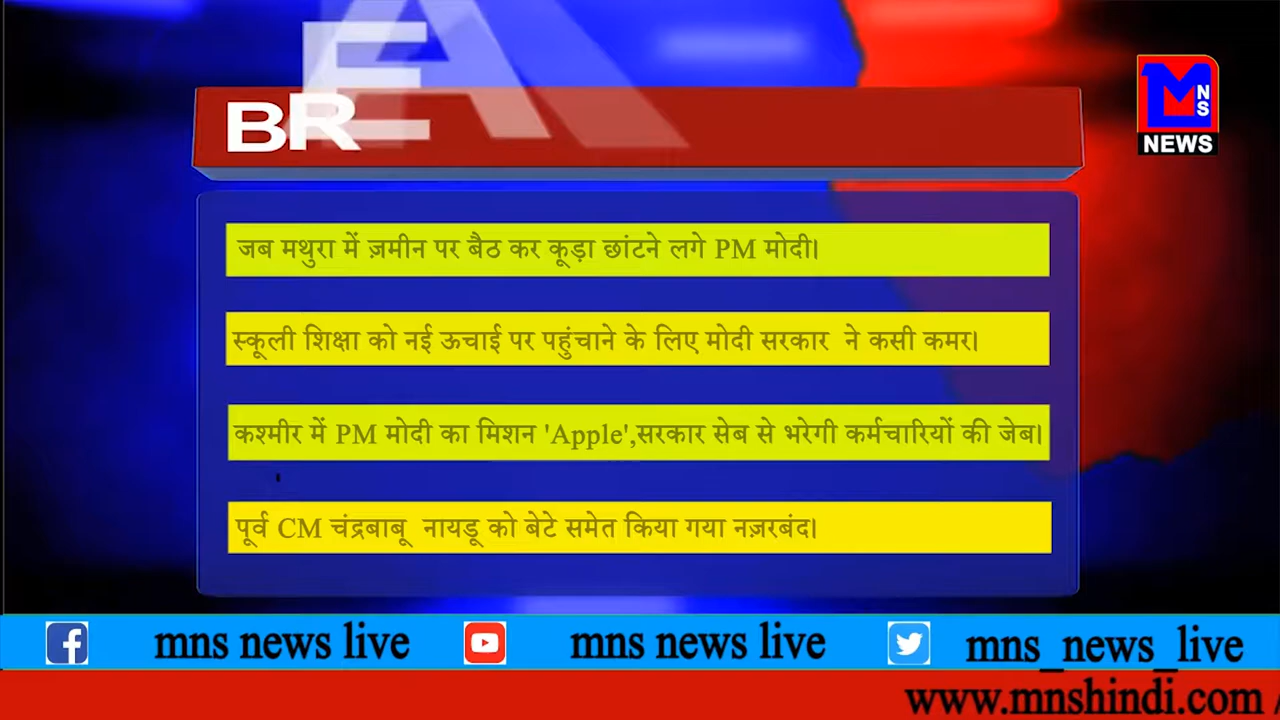 BREA
MNS
NEWS
जब मथुरा में ज़मीन पर बैठ कर कूड़ा छांटने लगे PM मोदी।
स्कूली शिक्षा को नई ऊचाई पर पहुंचाने के लिए मोदी सरकार ने कसी कमर।
कश्मीर में PM मोदी का मिशन 'Apple',सरकार सेब से भरेगी कर्मचारियों की जेब।
पूर्व CM चंद्रबाबू नायडू को बेटे समेत किया गया नज़रबंद।
mns news live mns news live mns_news_live
www.mnshindi.com